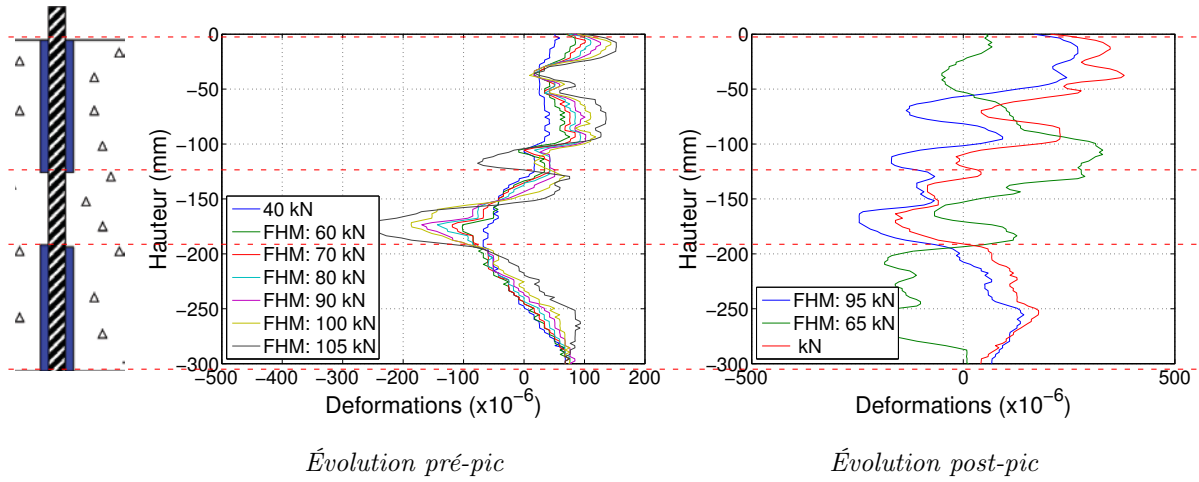 0
−50
−100
−150
−200
−250
−300
Hauteur (mm)
40 kN
FHM: 60 kN
FHM: 70 kN
FHM: 80 kN
FHM: 90 kN
FHM: 100 kN
FHM: 105 kN
−500 −400 −300 −200 −100 0 100 200
Deformations (x10−6)
Évolution pré-pic
0
−50
−100
−150
−200
−250
−300
Hauteur (mm)
FHM: 95 kN
FHM: 65 kN
kN
−500 0 500
Deformations (x10−6)
Évolution post-pic